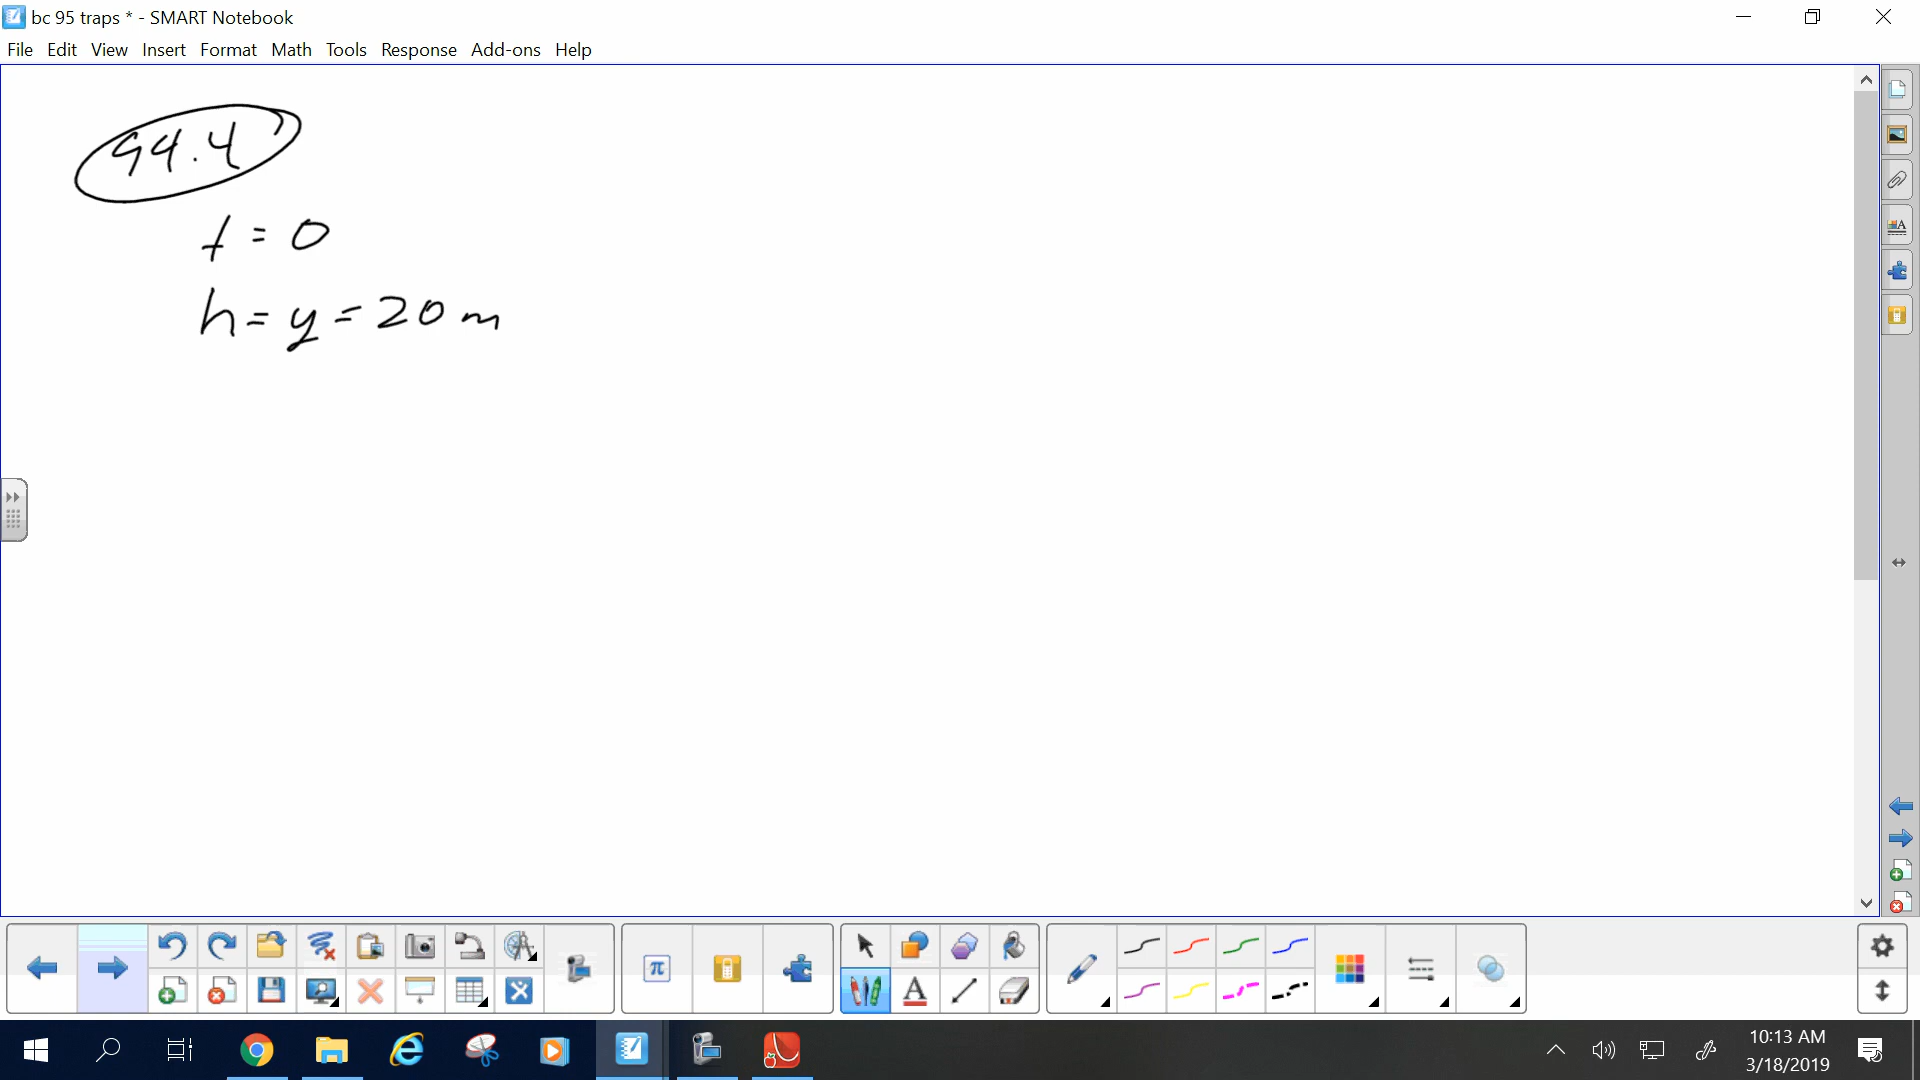 bc 95 traps * - SMART Notebook
File Edit View Insert Format Math Tools Response Add-ons Help
94.4
t = 0
h = y = 20 m
10:13 AM
3/18/2019